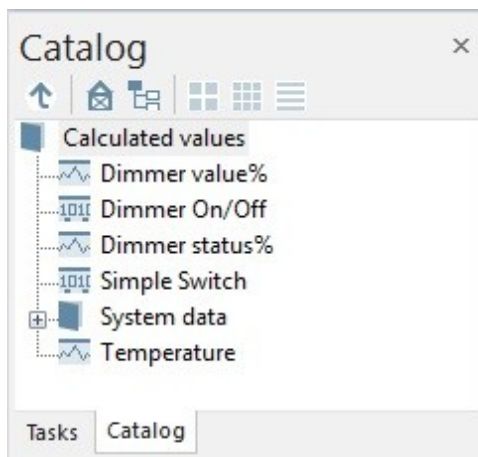 Catalog
Calculated values
Dimmer value%
Dimmer On/Off
Dimmer status%
Simple Switch
System data
Temperature
Tasks Catalog